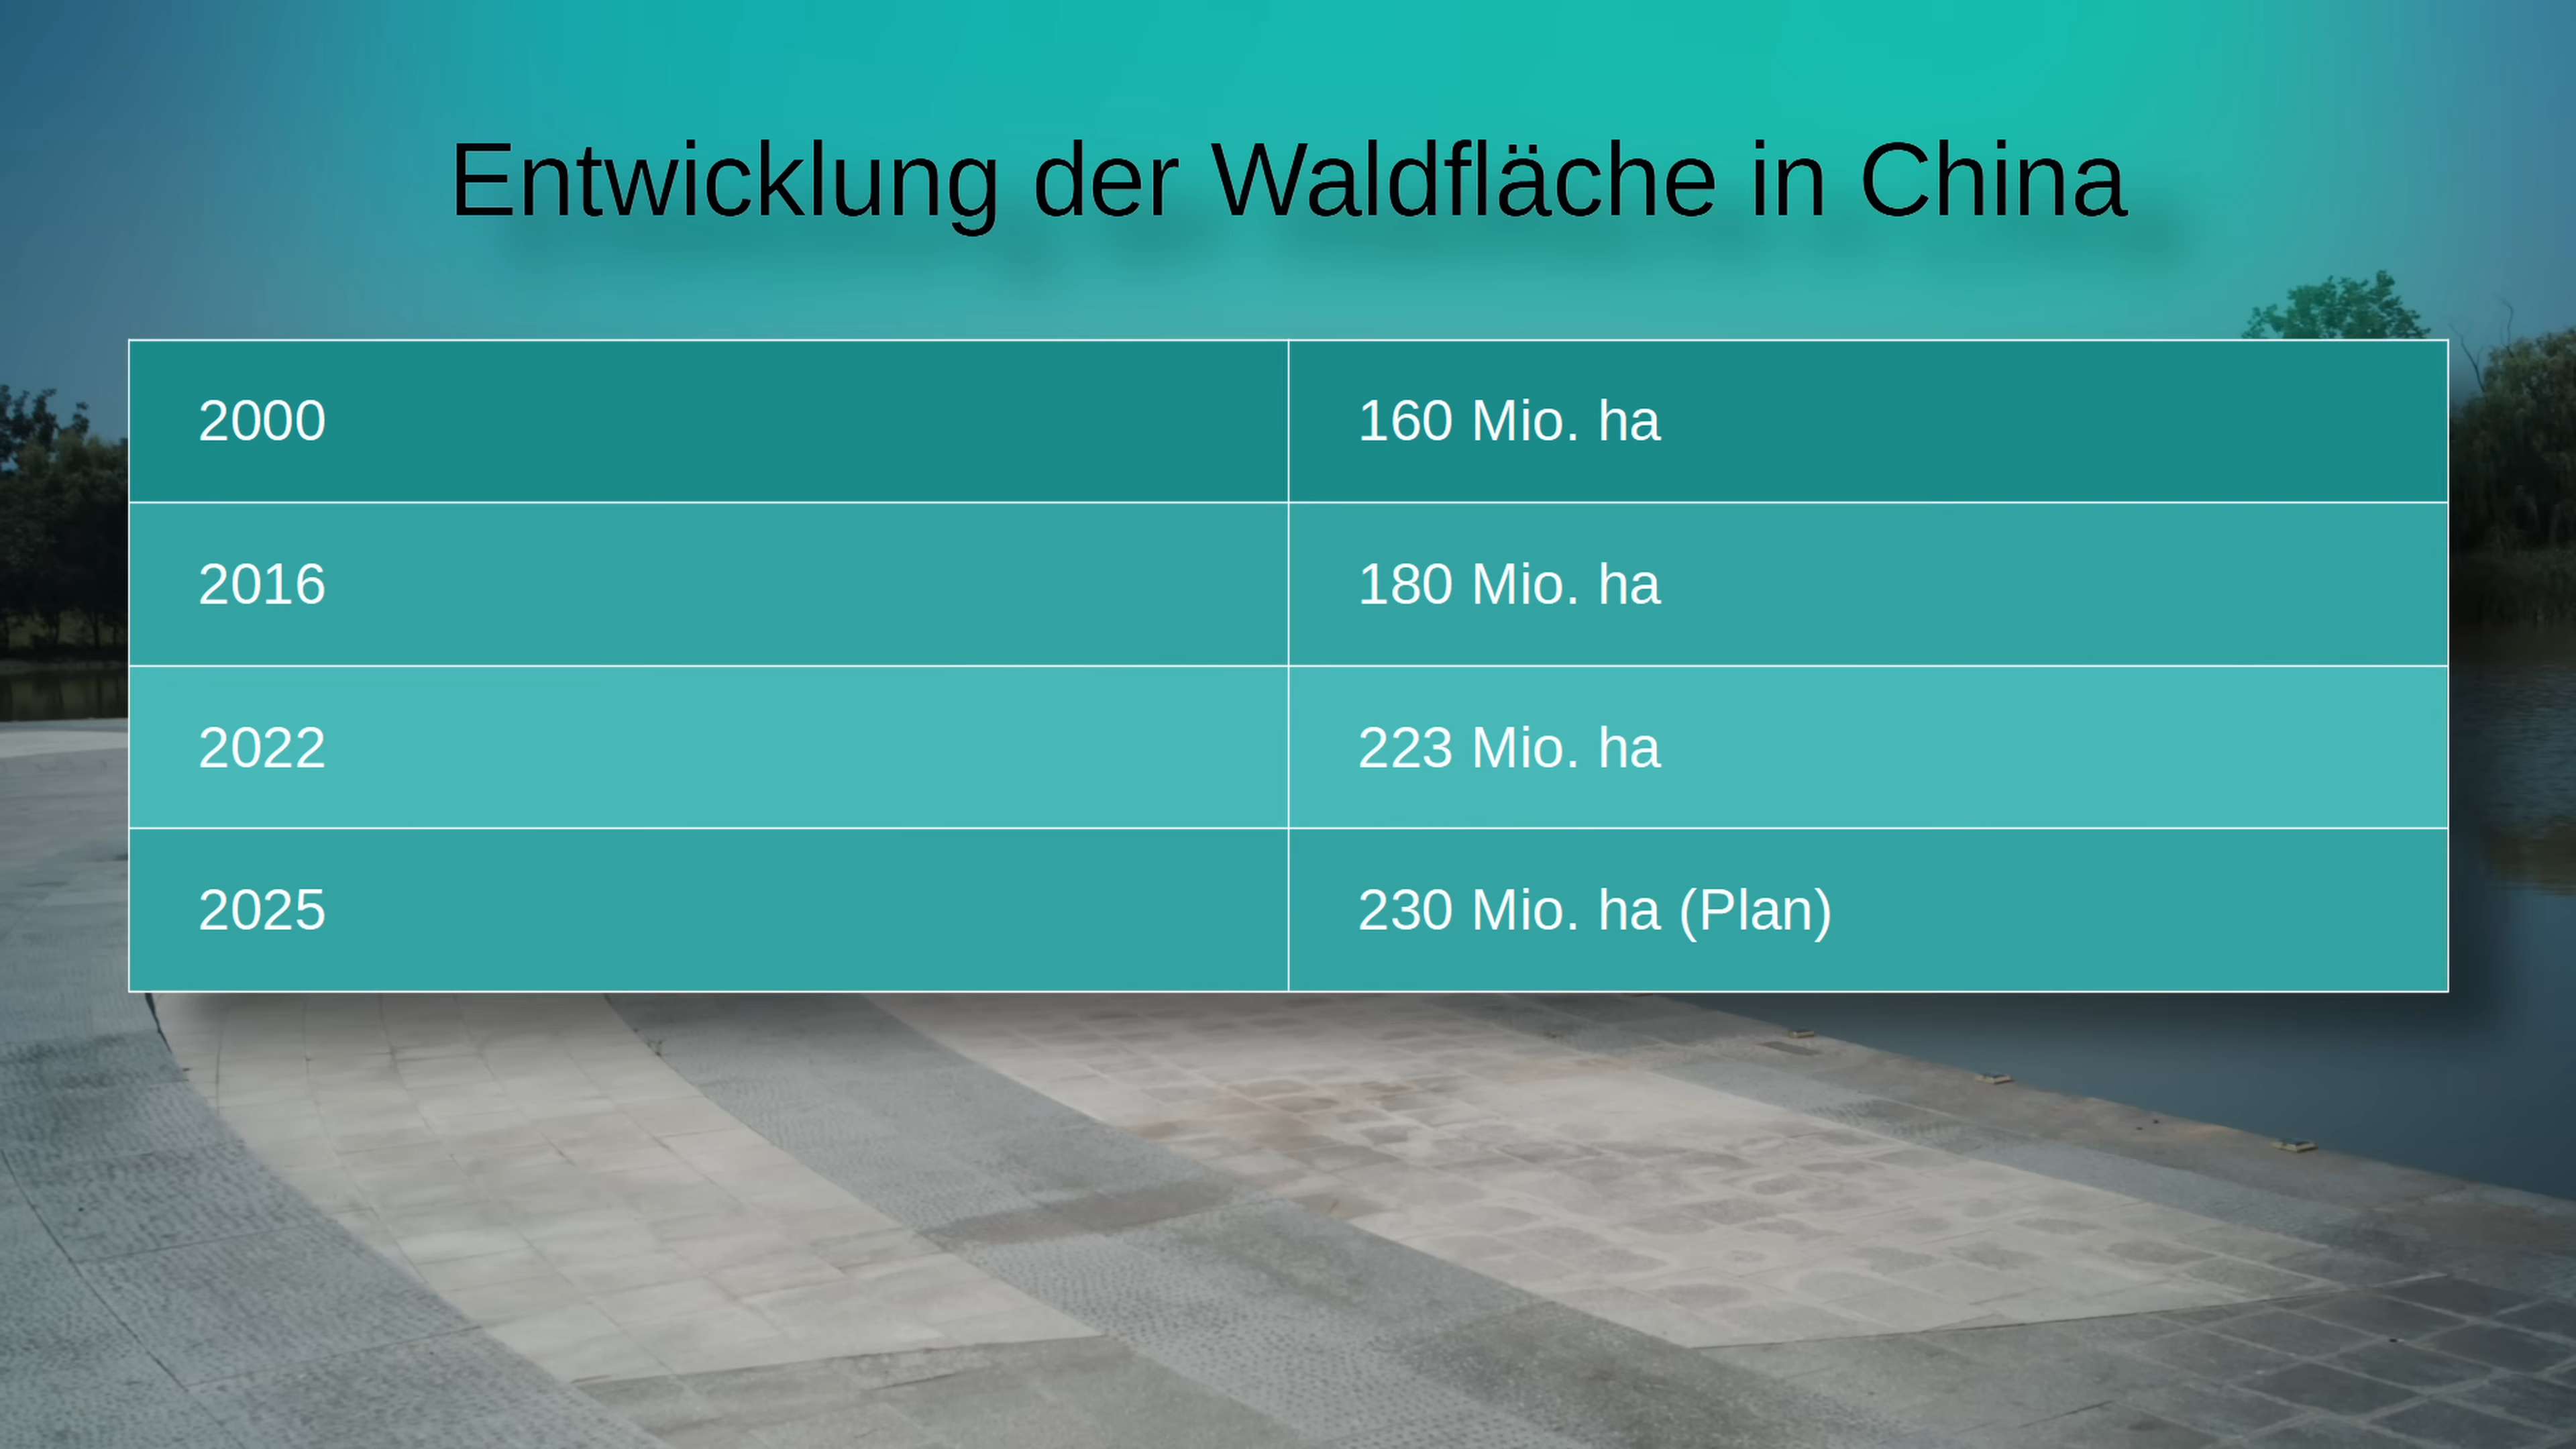 Entwicklung der Waldfläche in China
2000 160 Mio. ha
2016 180 Mio. ha
2022 223 Mio. ha
2025 230 Mio. ha (Plan)